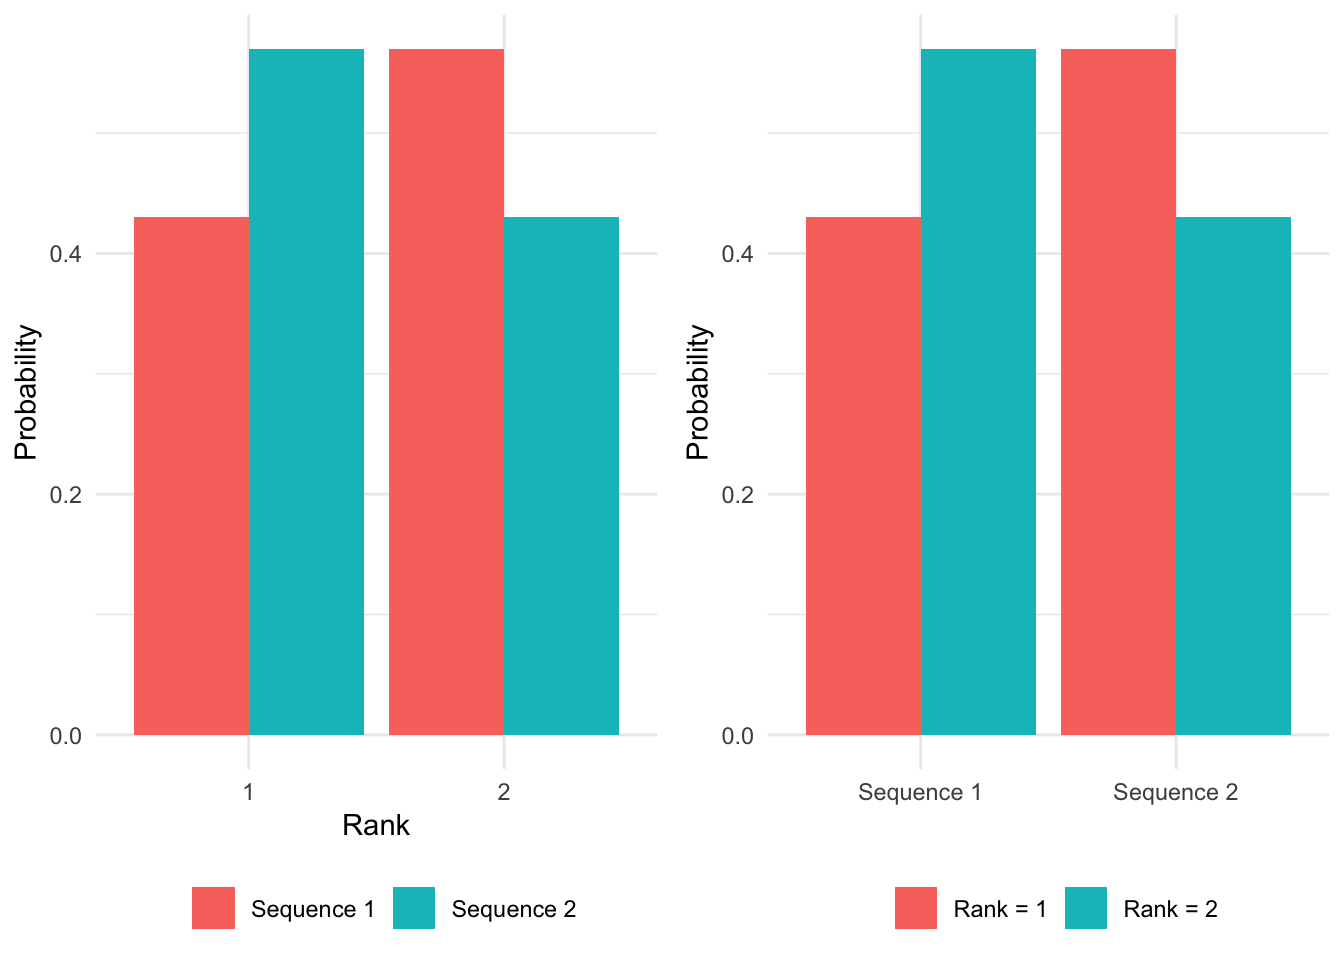 Probability
0.4
0.2
0.0
1 2
Rank
Sequence 1 Sequence 2
Probability
0.4
0.2
0.0
Sequence 1 Sequence 2
Rank = 1 Rank = 2